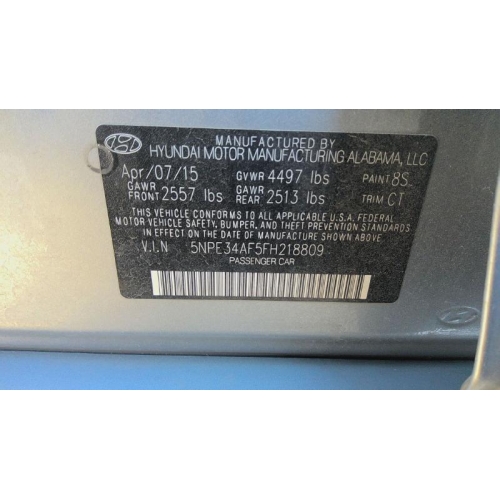 MANUFACTURED BY
HYUNDAI MOTOR MANUFACTURING ALABAMA, LLC
Apr/07/15 GVWR 4497 lbs PAINT 8S
GAWR FRONT 2557 lbs GAWR REAR 2513 lbs TRIM CT
THIS VEHICLE CONFORMS TO ALL APPLICABLE U.S.A. FEDERAL
MOTOR VEHICLE SAFETY, BUMPER, AND THEFT PREVENTION STANDARDS
IN EFFECT ON THE DATE OF MANUFACTURE SHOWN ABOVE.
V.I.N 5NPE34AF5FH218809
PASSENGER CAR